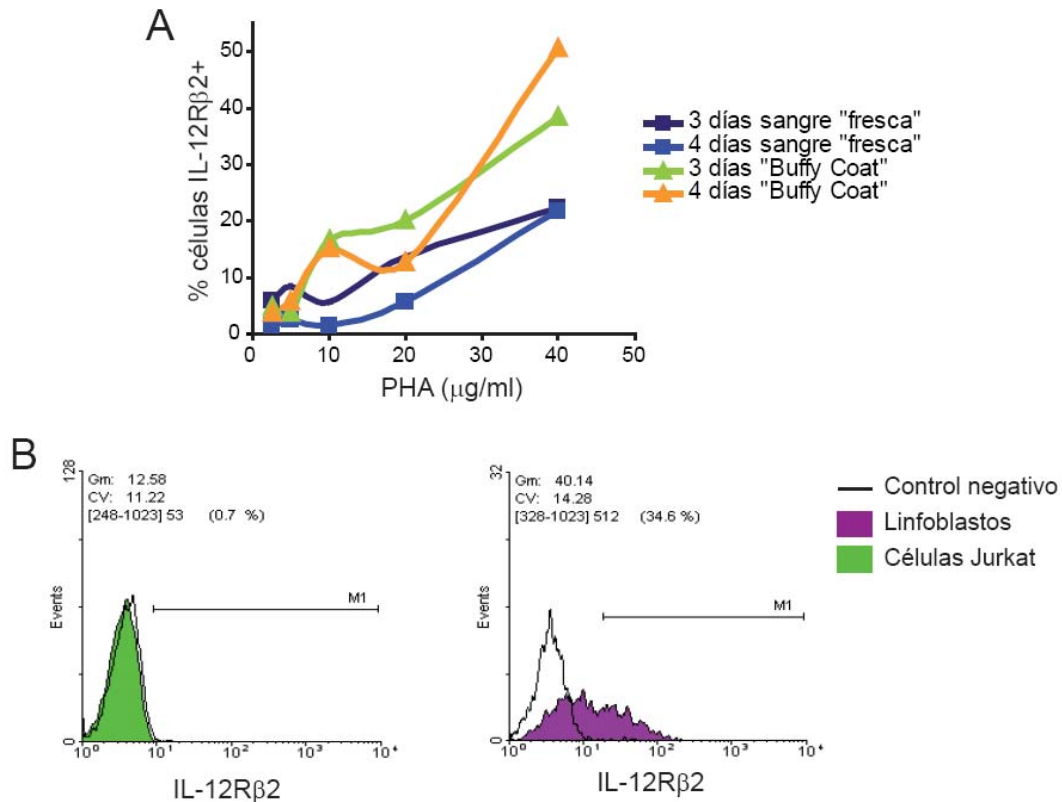 A
% células IL-12Rβ2+
50
40
30
20
10
0
0 10 20 30 40 50
PHA (μg/ml)
3 días sangre "fresca"
4 días sangre "fresca"
3 días "Buffy Coat"
4 días "Buffy Coat"
B
128
Gm: 12.58
CV: 11.22
[248-1023] 53 (0.7 %)
M1
Events
0
10⁰ 10¹ 10² 10³ 10⁴
IL-12Rβ2
32
Gm: 40.14
CV: 14.28
[328-1023] 512 (34.6 %)
M1
Events
0
10⁰ 10¹ 10² 10³ 10⁴
IL-12Rβ2
Control negativo
Linfoblastos
Células Jurkat